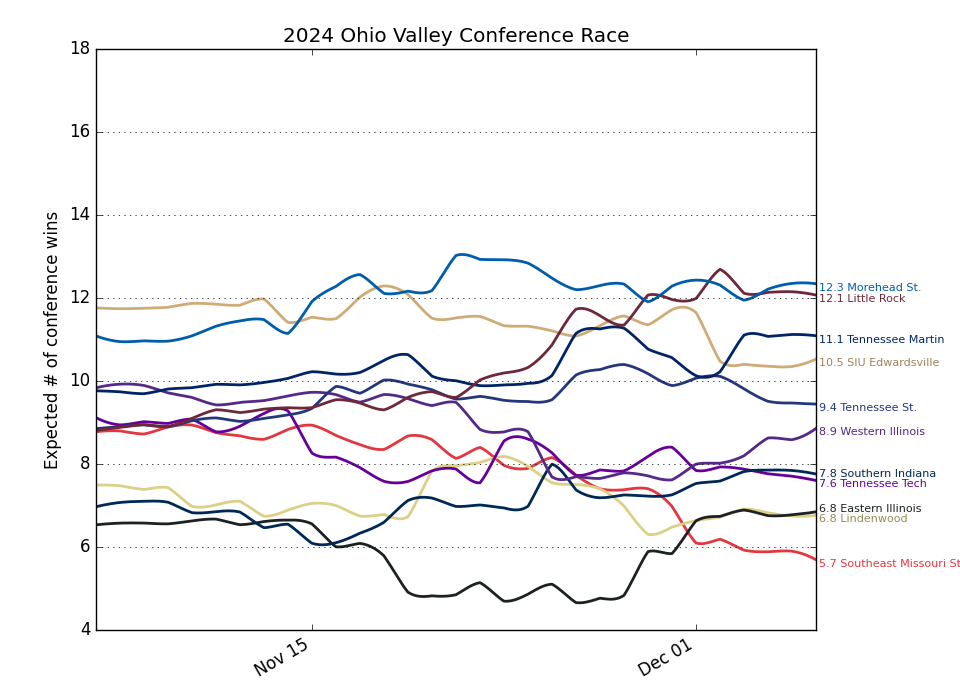 2024 Ohio Valley Conference Race
Expected # of conference wins
18
16
14
12
10
8
6
4
Nov 15
Dec 01
12.3 Morehead St.
12.1 Little Rock
11.1 Tennessee Martin
10.5 SIU Edwardsville
9.4 Tennessee St.
8.9 Western Illinois
7.8 Southern Indiana
7.6 Tennessee Tech
6.8 Eastern Illinois
6.8 Lindenwood
5.7 Southeast Missouri St